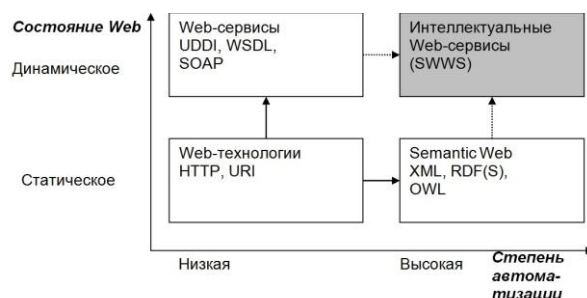 Состояние Web
Динамическое
Web-сервисы
UDDI, WSDL,
SOAP
Интеллектуальные
Web-сервисы
(SWWS)
Статическое
Web-технологии
HTTP, URI
Semantic Web
XML, RDF(S),
OWL
Низкая
Высокая
Степень
автома-
тизации